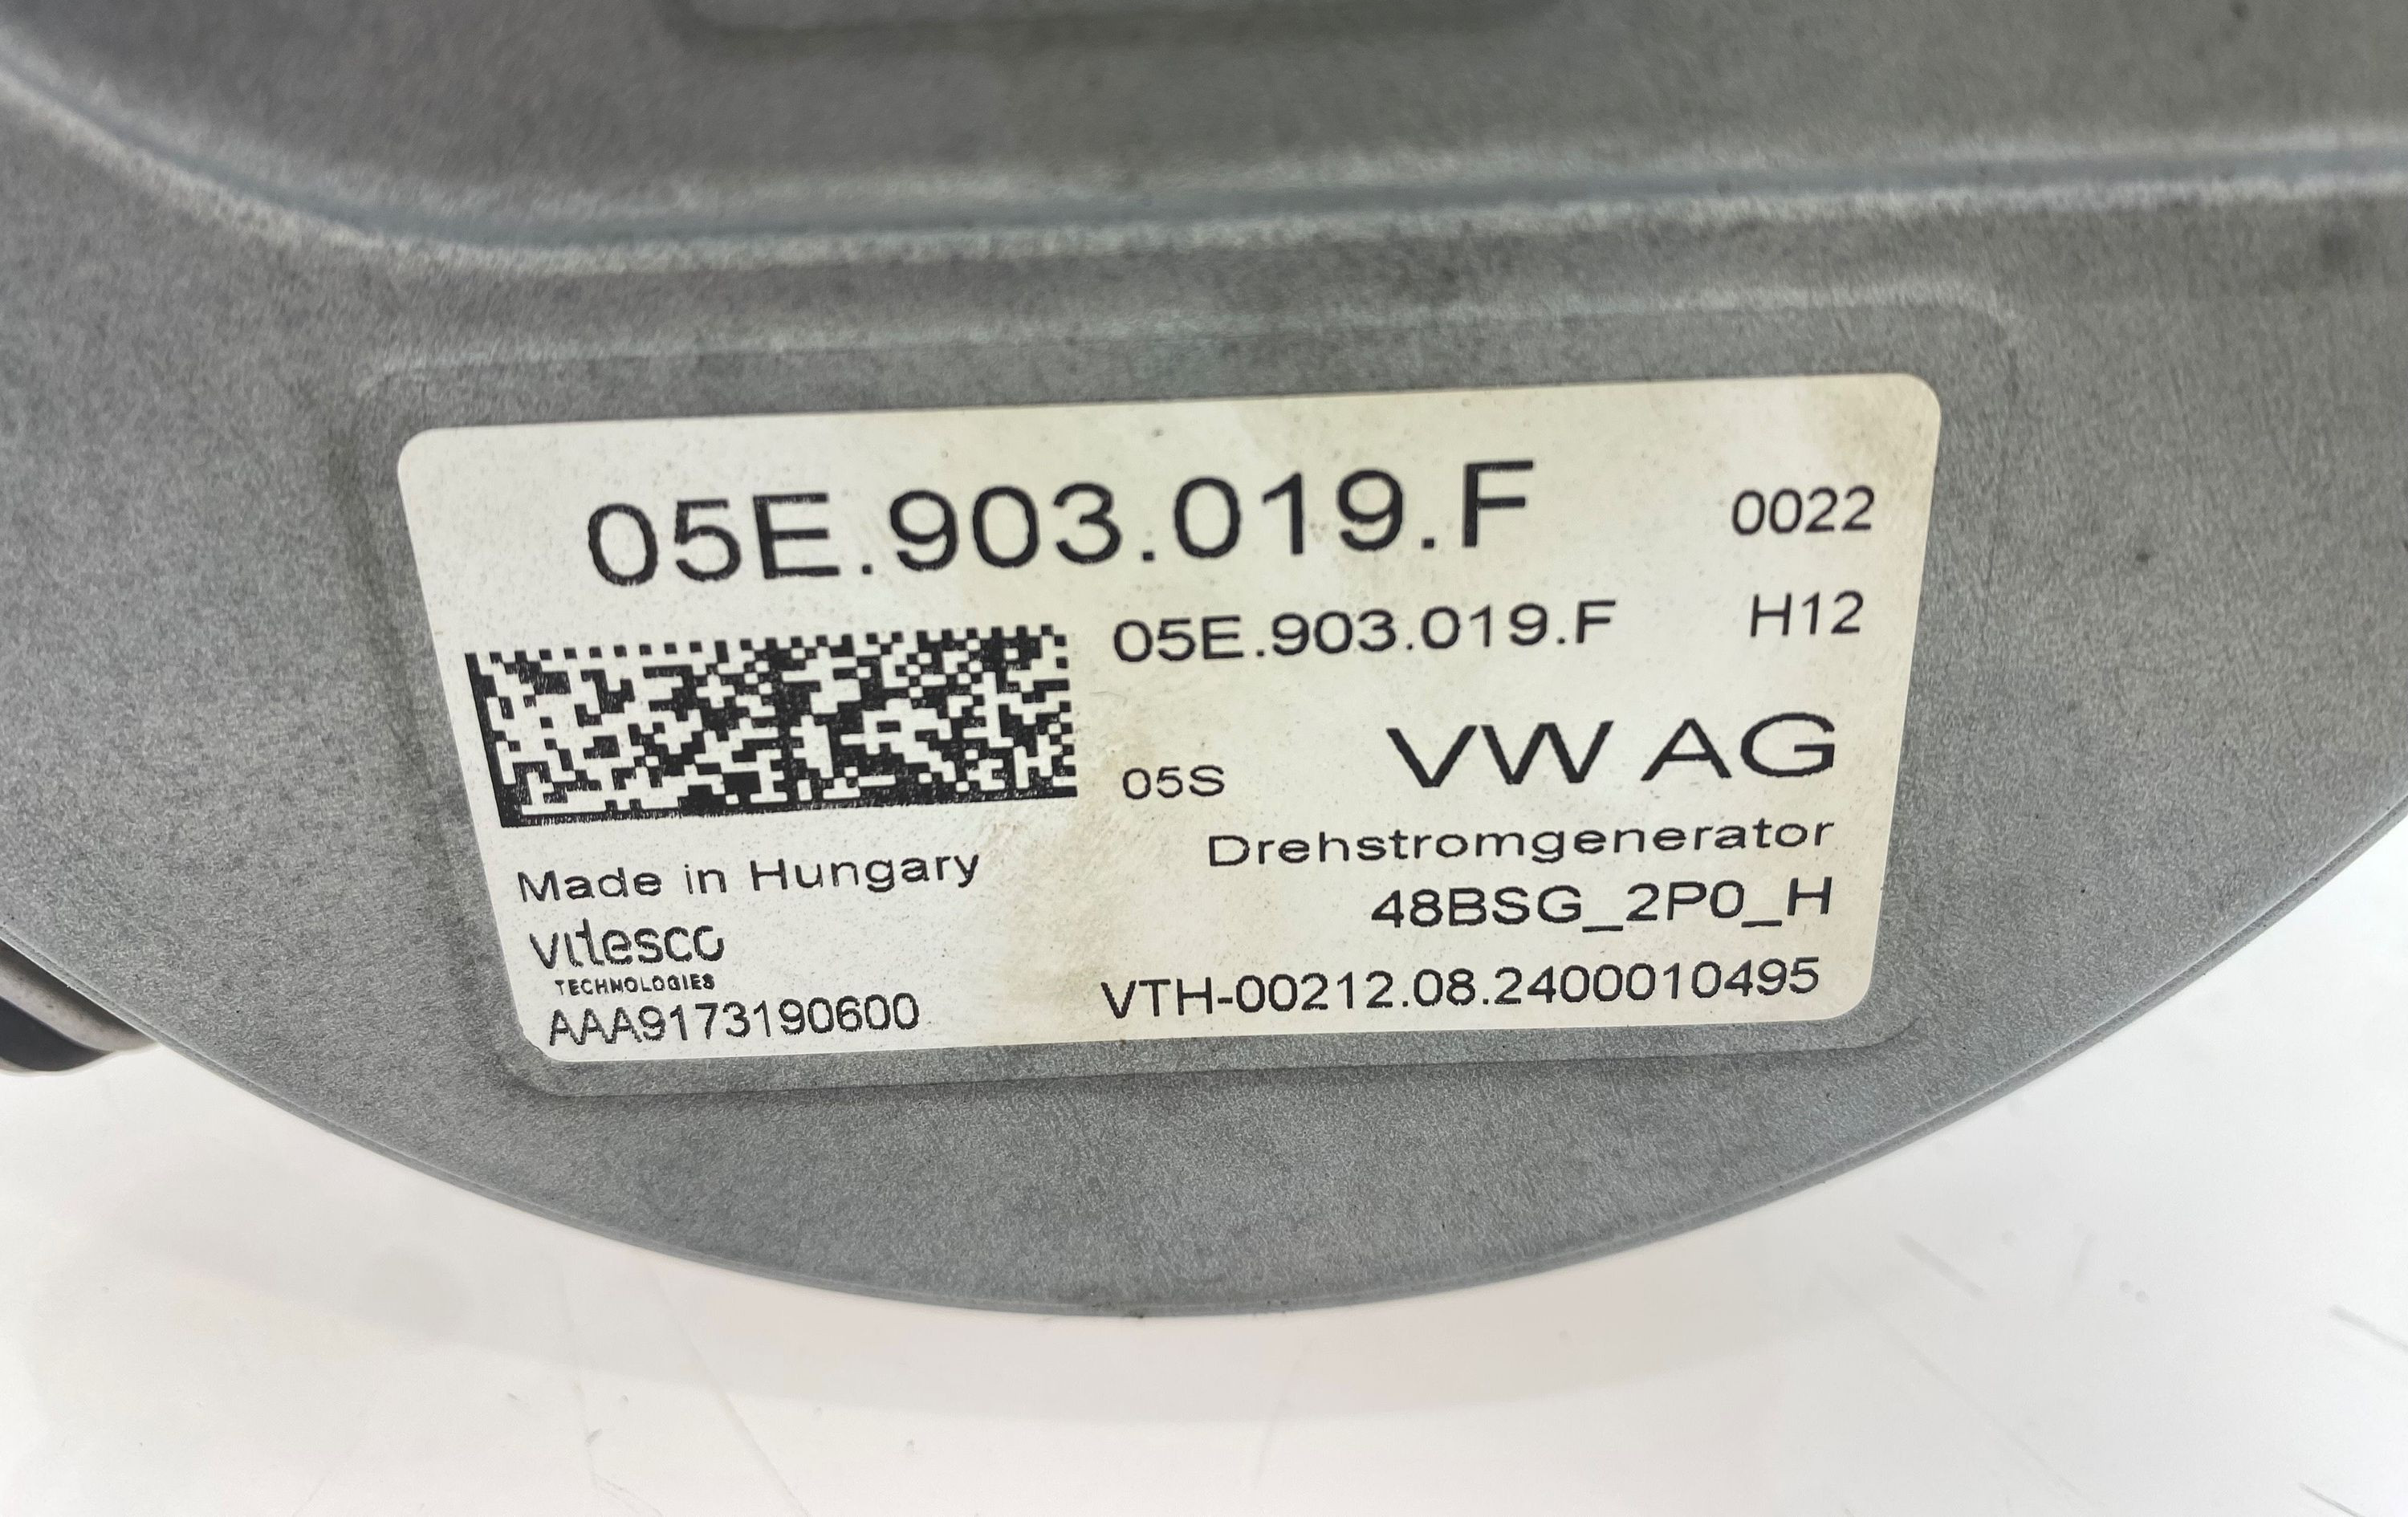 05E.903.019.F 0022
05E.903.019.F H12
05S VW AG
Drehstromgenerator
48BSG_2P0_H
VTH-00212.08.2400010495
Made in Hungary
vitesco
TECHNOLOGIES
AAA9173190600